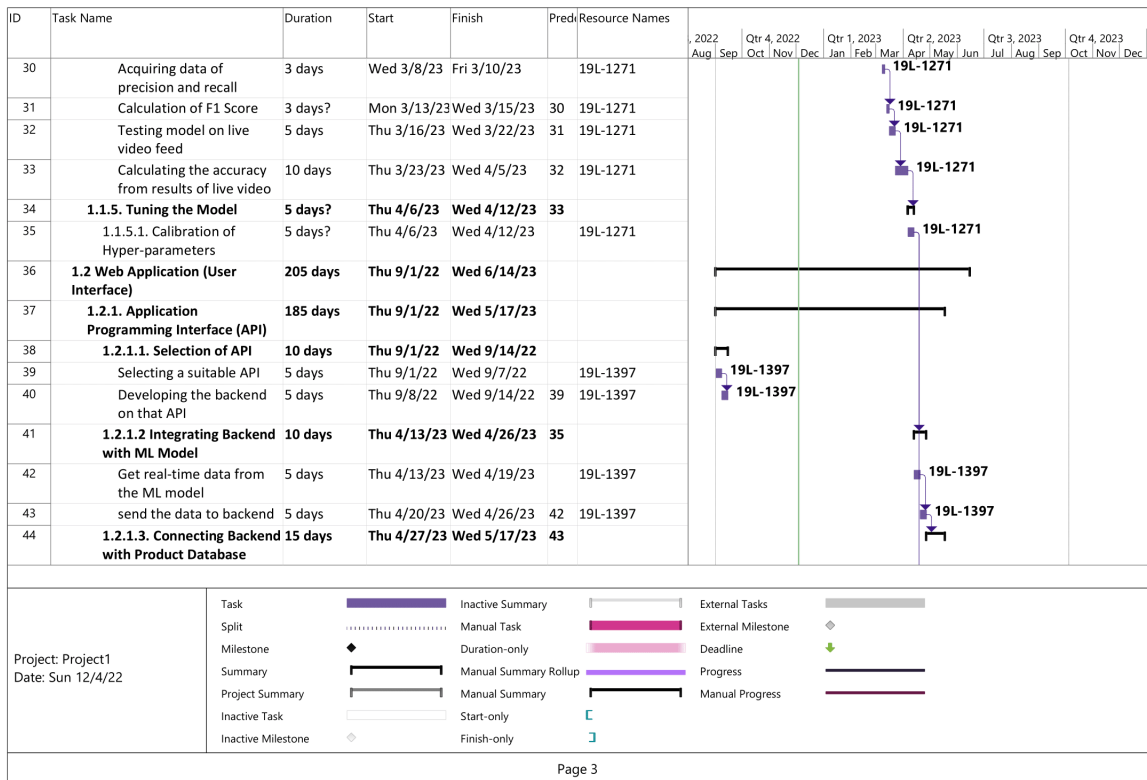 ID Task Name Duration Start Finish Prede Resource Names
, 2022 Qtr 4, 2022 Qtr 1, 2023 Qtr 2, 2023 Qtr 3, 2023 Qtr 4, 2023
Aug Sep Oct Nov Dec Jan Feb Mar Apr May Jun Jul Aug Sep Oct Nov Dec
30 Acquiring data of 3 days Wed 3/8/23 Fri 3/10/23 19L-1271 19L-1271
precision and recall
31 Calculation of F1 Score 3 days? Mon 3/13/23 Wed 3/15/23 30 19L-1271 19L-1271
32 Testing model on live 5 days Thu 3/16/23 Wed 3/22/23 31 19L-1271 19L-1271
video feed
33 Calculating the accuracy 10 days Thu 3/23/23 Wed 4/5/23 32 19L-1271 19L-1271
from results of live video
34 1.1.5. Tuning the Model 5 days? Thu 4/6/23 Wed 4/12/23 33
35 1.1.5.1. Calibration of 5 days? Thu 4/6/23 Wed 4/12/23 19L-1271 19L-1271
Hyper-parameters
36 1.2 Web Application (User 205 days Thu 9/1/22 Wed 6/14/23
Interface)
37 1.2.1. Application 185 days Thu 9/1/22 Wed 5/17/23
Programming Interface (API)
38 1.2.1.1. Selection of API 10 days Thu 9/1/22 Wed 9/14/22
39 Selecting a suitable API 5 days Thu 9/1/22 Wed 9/7/22 19L-1397 19L-1397
40 Developing the backend 5 days Thu 9/8/22 Wed 9/14/22 39 19L-1397 19L-1397
on that API
41 1.2.1.2 Integrating Backend 10 days Thu 4/13/23 Wed 4/26/23 35
with ML Model
42 Get real-time data from 5 days Thu 4/13/23 Wed 4/19/23 19L-1397 19L-1397
the ML model
43 send the data to backend 5 days Thu 4/20/23 Wed 4/26/23 42 19L-1397 19L-1397
44 1.2.1.3. Connecting Backend 15 days Thu 4/27/23 Wed 5/17/23 43
with Product Database
Project: Project1
Date: Sun 12/4/22
Task Inactive Summary External Tasks
Split Manual Task External Milestone
Milestone Duration-only Deadline
Summary Manual Summary Rollup Progress
Project Summary Manual Summary Manual Progress
Inactive Task Start-only
Inactive Milestone Finish-only
Page 3